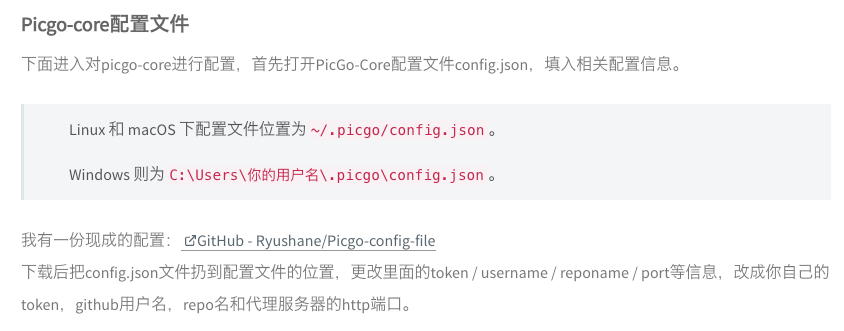 Picgo-core配置文件
下面进入对picgo-core进行配置，首先打开PicGo-Core配置文件config.json，填入相关配置信息。
Linux 和 macOS 下配置文件位置为 ~/.picgo/config.json 。
Windows 则为 C:\Users\你的用户名\.picgo\config.json 。
我有一份现成的配置： GitHub - Ryushane/Picgo-config-file
下载后把config.json文件扔到配置文件的位置，更改里面的token / username / reponame / port等信息，改成你自己的
token，github用户名，repo名和代理服务器的http端口。